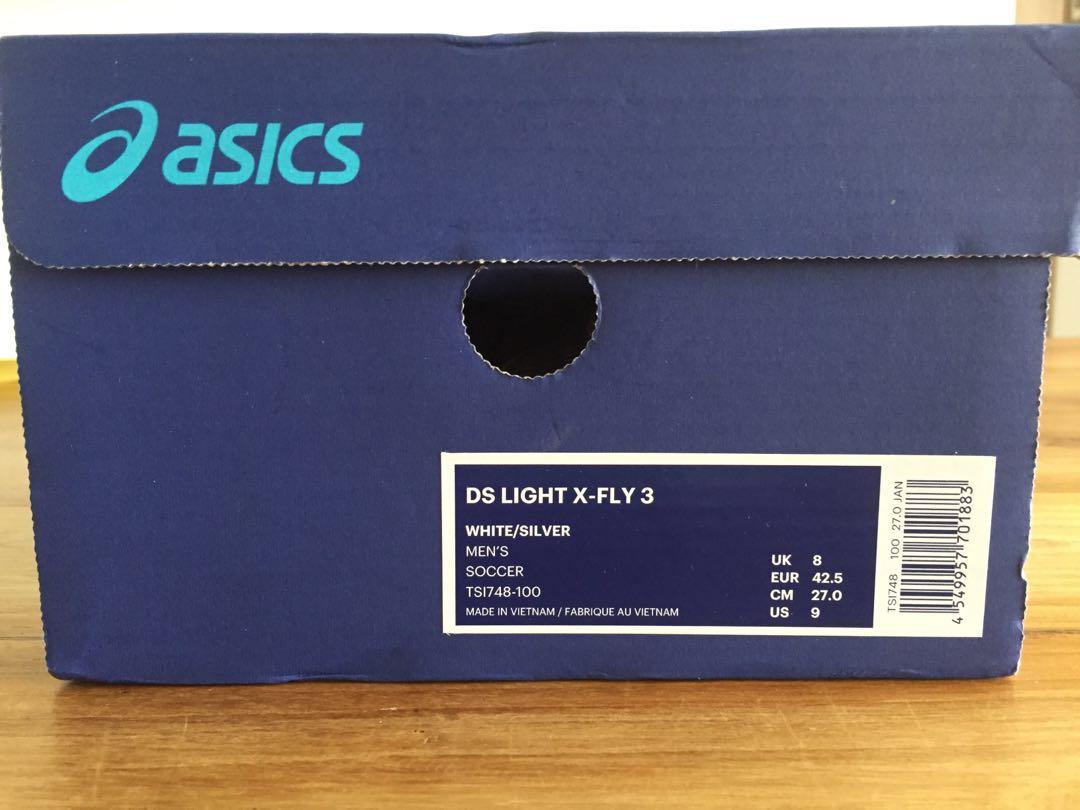 asics
DS LIGHT X-FLY 3
WHITE/SILVER
MEN'S
SOCCER
TSI748-100
MADE IN VIETNAM / FABRIQUE AU VIETNAM
UK 8
EUR 42.5
CM 27.0
US 9
TSI748 100 27.0 JAN
4 549957 701883